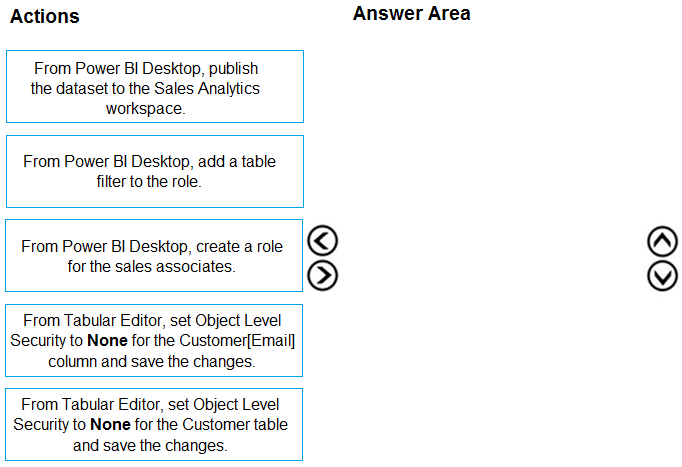 Actions
Answer Area
From Power BI Desktop, publish
the dataset to the Sales Analytics
workspace.
From Power BI Desktop, add a table
filter to the role.
From Power BI Desktop, create a role
for the sales associates.
From Tabular Editor, set Object Level
Security to None for the Customer[Email]
column and save the changes.
From Tabular Editor, set Object Level
Security to None for the Customer table
and save the changes.